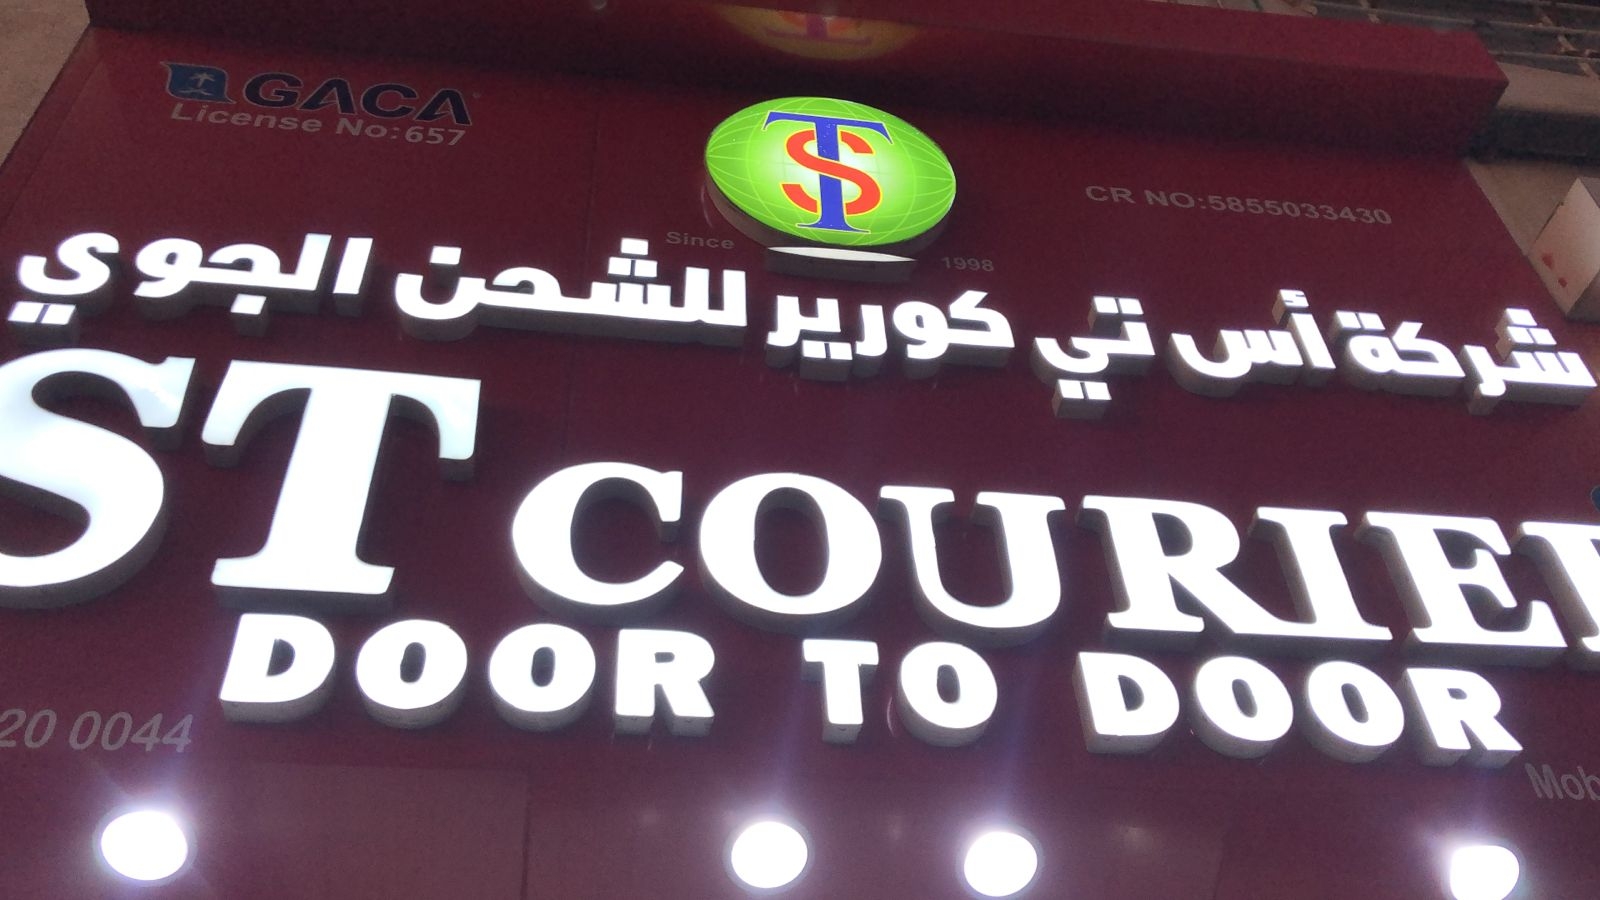 GACA
License No:657
TS
CR NO:5855033430
Since 1998
شركة أس تي كورير للشحن الجوي
ST COURIER
DOOR TO DOOR
20 0044
Mob